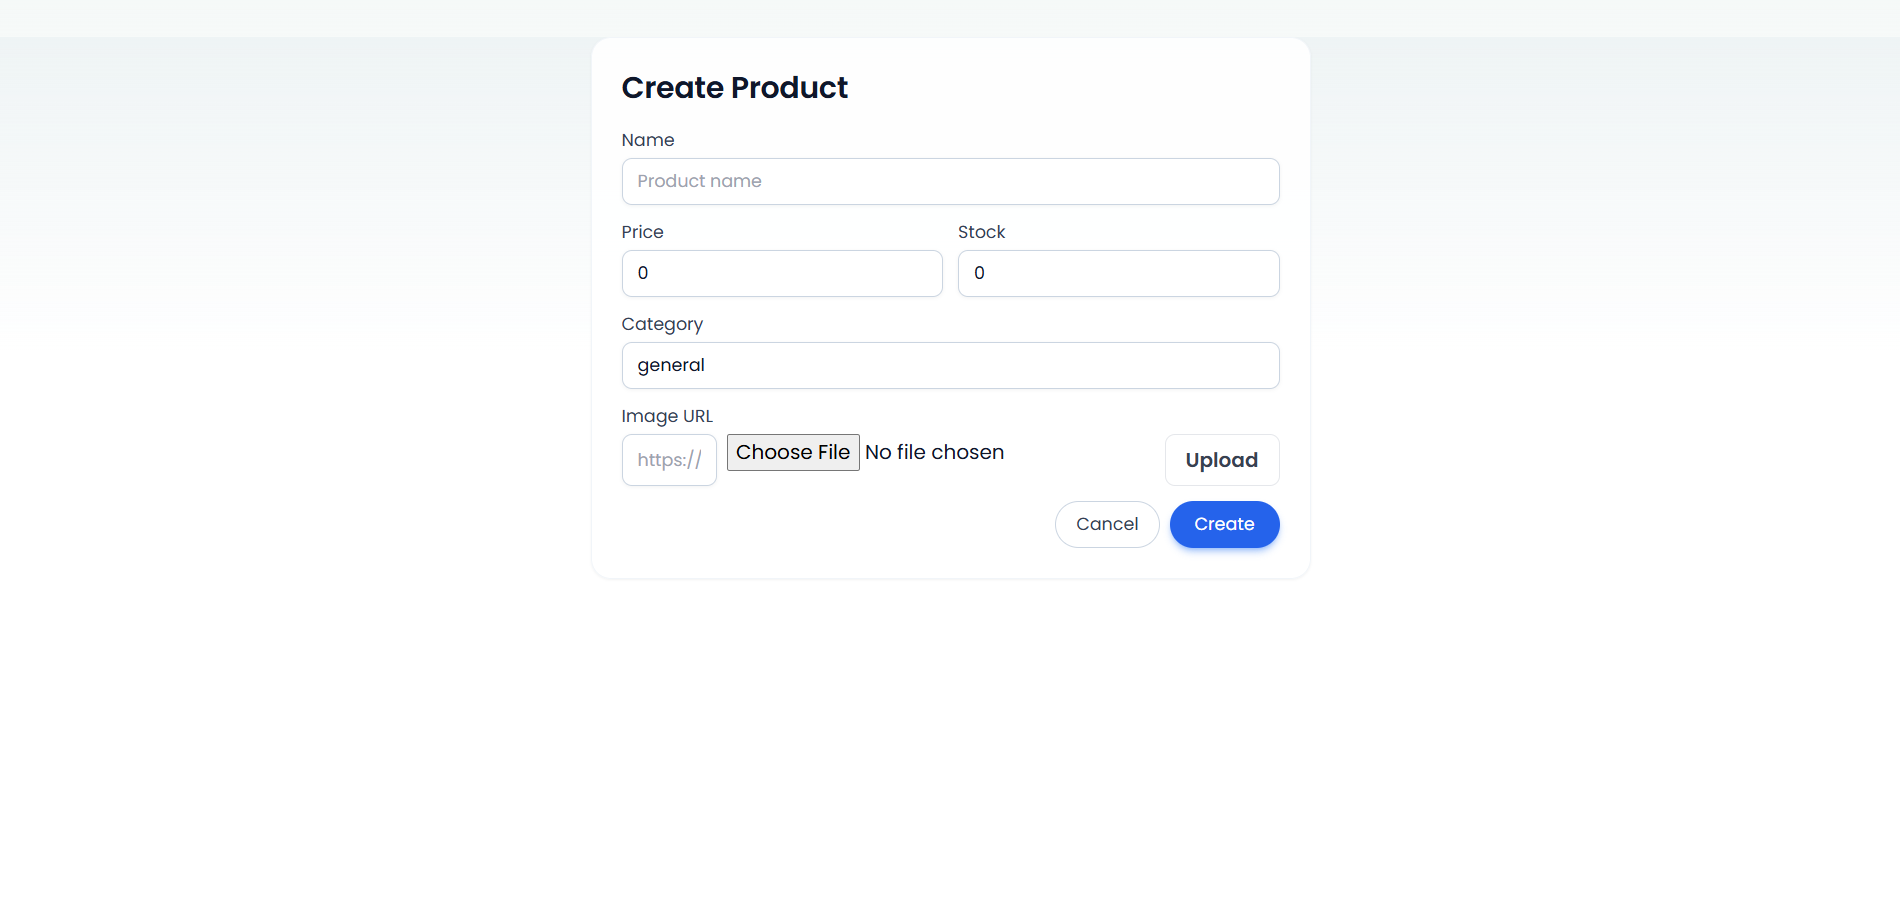 Create Product
Name
Product name
Price Stock
0 0
Category
general
Image URL
https:// Choose File No file chosen Upload
Cancel Create